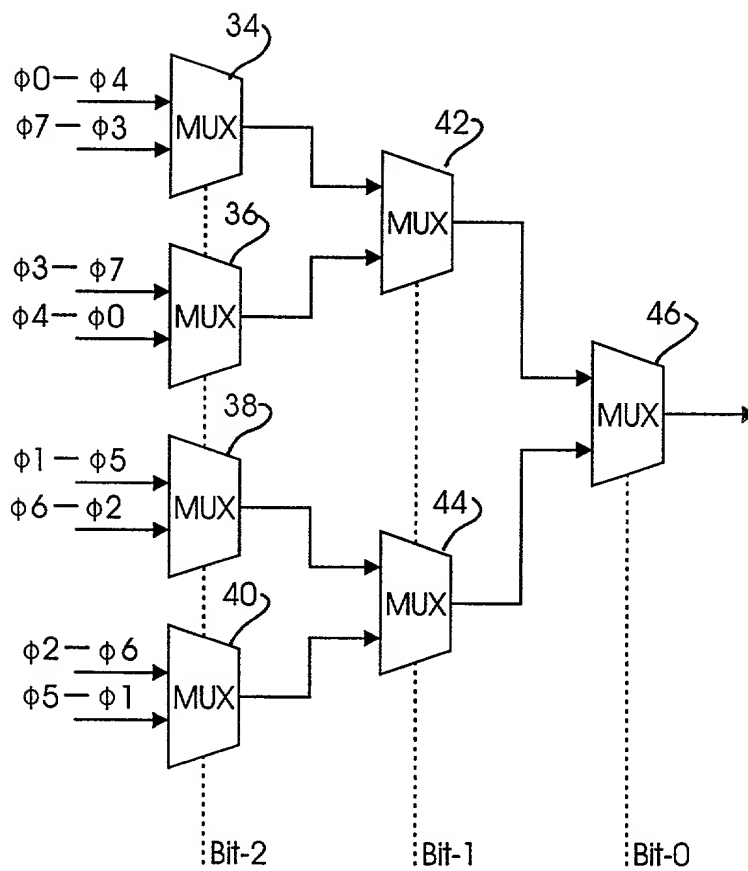 34
ϕ0— ϕ4
ϕ7— ϕ3
MUX
42
36
MUX
ϕ3— ϕ7
ϕ4— ϕ0
MUX
46
38
MUX
ϕ1— ϕ5
ϕ6— ϕ2
MUX
44
40
MUX
ϕ2— ϕ6
ϕ5— ϕ1
MUX
Bit-2
Bit-1
Bit-0